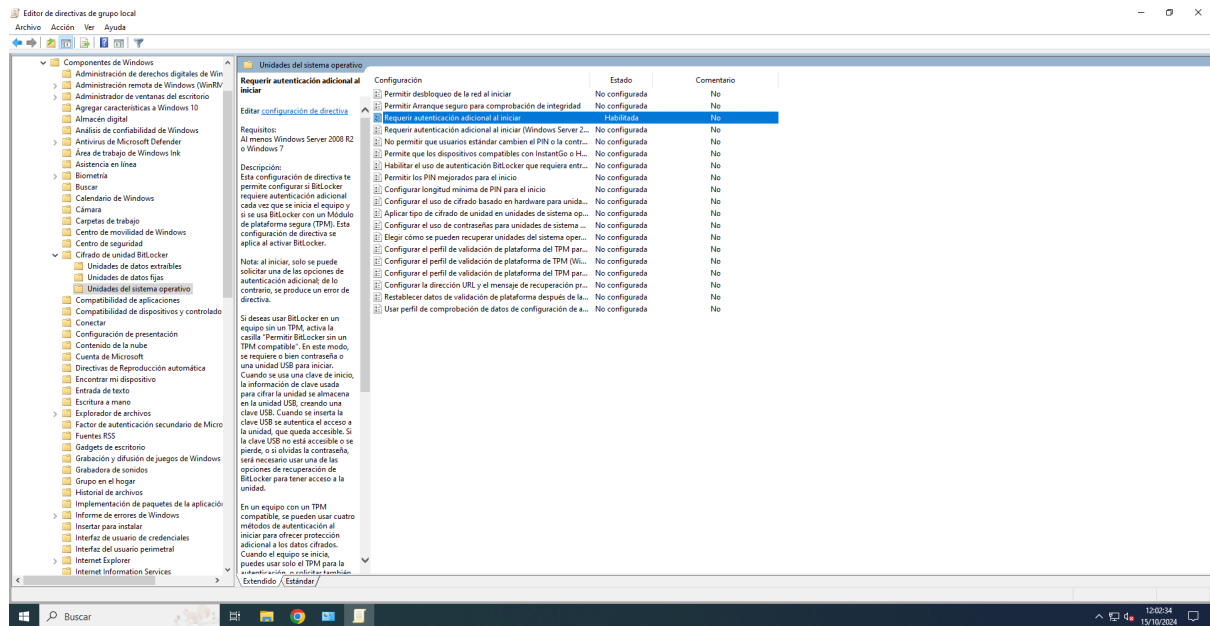 Editor de directivas de grupo local
Archivo Acción Ver Ayuda
Componentes de Windows
Administración de derechos digitales de Win
Administración remota de Windows (WinRM
Administrador de ventanas del escritorio
Agregar características a Windows 10
Almacén digital
Análisis de confiabilidad de Windows
Antivirus de Microsoft Defender
Área de trabajo de Windows Ink
Asistencia en línea
Biometría
Buscar
Calendario de Windows
Cámara
Carpetas de trabajo
Centro de movilidad de Windows
Centro de seguridad
Cifrado de unidad BitLocker
Unidades de datos extraíbles
Unidades de datos fijas
Unidades del sistema operativo
Compatibilidad de aplicaciones
Compatibilidad de dispositivos y controlado
Conectar
Configuración de presentación
Contenido de la nube
Cuenta de Microsoft
Directivas de Reproducción automática
Encontrar mi dispositivo
Entrada de texto
Escritura a mano
Explorador de archivos
Factor de autenticación secundario de Micro
Fuentes RSS
Gadgets de escritorio
Grabación y difusión de juegos de Windows
Grabadora de sonidos
Grupo en el hogar
Historial de archivos
Implementación de paquetes de la aplicación
Informe de errores de Windows
Insertar para instalar
Interfaz de usuario de credenciales
Interfaz del usuario perimetral
Internet Explorer
Internet Information Services
Unidades del sistema operativo
Requerir autenticación adicional al
iniciar
Editar configuración de directiva
Requisitos:
Al menos Windows Server 2008 R2
o Windows 7
Descripción:
Esta configuración de directiva te
permite configurar si BitLocker
requiere autenticación adicional
cada vez que se inicia el equipo y
si se usa BitLocker con un Módulo
de plataforma segura (TPM). Esta
configuración de directiva se
aplica al activar BitLocker.
Nota: al iniciar, solo se puede
solicitar una de las opciones de
autenticación adicional; de lo
contrario, se produce un error de
directiva.
Si deseas usar BitLocker en un
equipo sin un TPM, activa la
casilla "Permitir BitLocker sin un
TPM compatible". En este modo,
se requiere o bien contraseña o
una unidad USB para iniciar.
Cuando se usa una clave de inicio,
la información de clave usada
para cifrar la unidad se almacena
en la unidad USB, creando una
clave USB. Cuando se inserta la
clave USB se autentica el acceso a
la unidad, que queda accesible. Si
la clave USB no está accesible o se
pierde, o si olvidas la contraseña,
será necesario usar una de las
opciones de recuperación de
BitLocker para tener acceso a la
unidad.
En un equipo con un TPM
compatible, se pueden usar cuatro
métodos de autenticación al
iniciar para ofrecer protección
adicional a los datos cifrados.
Cuando el equipo se inicia,
puedes usar solo el TPM para la
autenticación, o solicitar también
Configuración Estado Comentario
Permitir desbloqueo de la red al iniciar No configurada No
Permitir Arranque seguro para comprobación de integridad No configurada No
Requerir autenticación adicional al iniciar Habilitada No
Requerir autenticación adicional al iniciar (Windows Server 2... No configurada No
No permitir que usuarios estándar cambien el PIN o la contr... No configurada No
Permite que los dispositivos compatibles con InstantGo o H... No configurada No
Habilitar el uso de autenticación BitLocker que requiera entr... No configurada No
Permitir los PIN mejorados para el inicio No configurada No
Configurar longitud mínima de PIN para el inicio No configurada No
Configurar el uso de cifrado basado en hardware para unida... No configurada No
Aplicar tipo de cifrado de unidad en unidades de sistema op... No configurada No
Configurar el uso de contraseñas para unidades de sistema ... No configurada No
Elegir cómo se pueden recuperar unidades del sistema oper... No configurada No
Configurar el perfil de validación de plataforma del TPM par... No configurada No
Configurar el perfil de validación de plataforma de TPM (Wi... No configurada No
Configurar el perfil de validación de plataforma del TPM par... No configurada No
Configurar la dirección URL y el mensaje de recuperación pr... No configurada No
Restablecer datos de validación de plataforma después de la... No configurada No
Usar perfil de comprobación de datos de configuración de a... No configurada No
Extendido Estándar
Buscar
12:02:34
15/10/2024